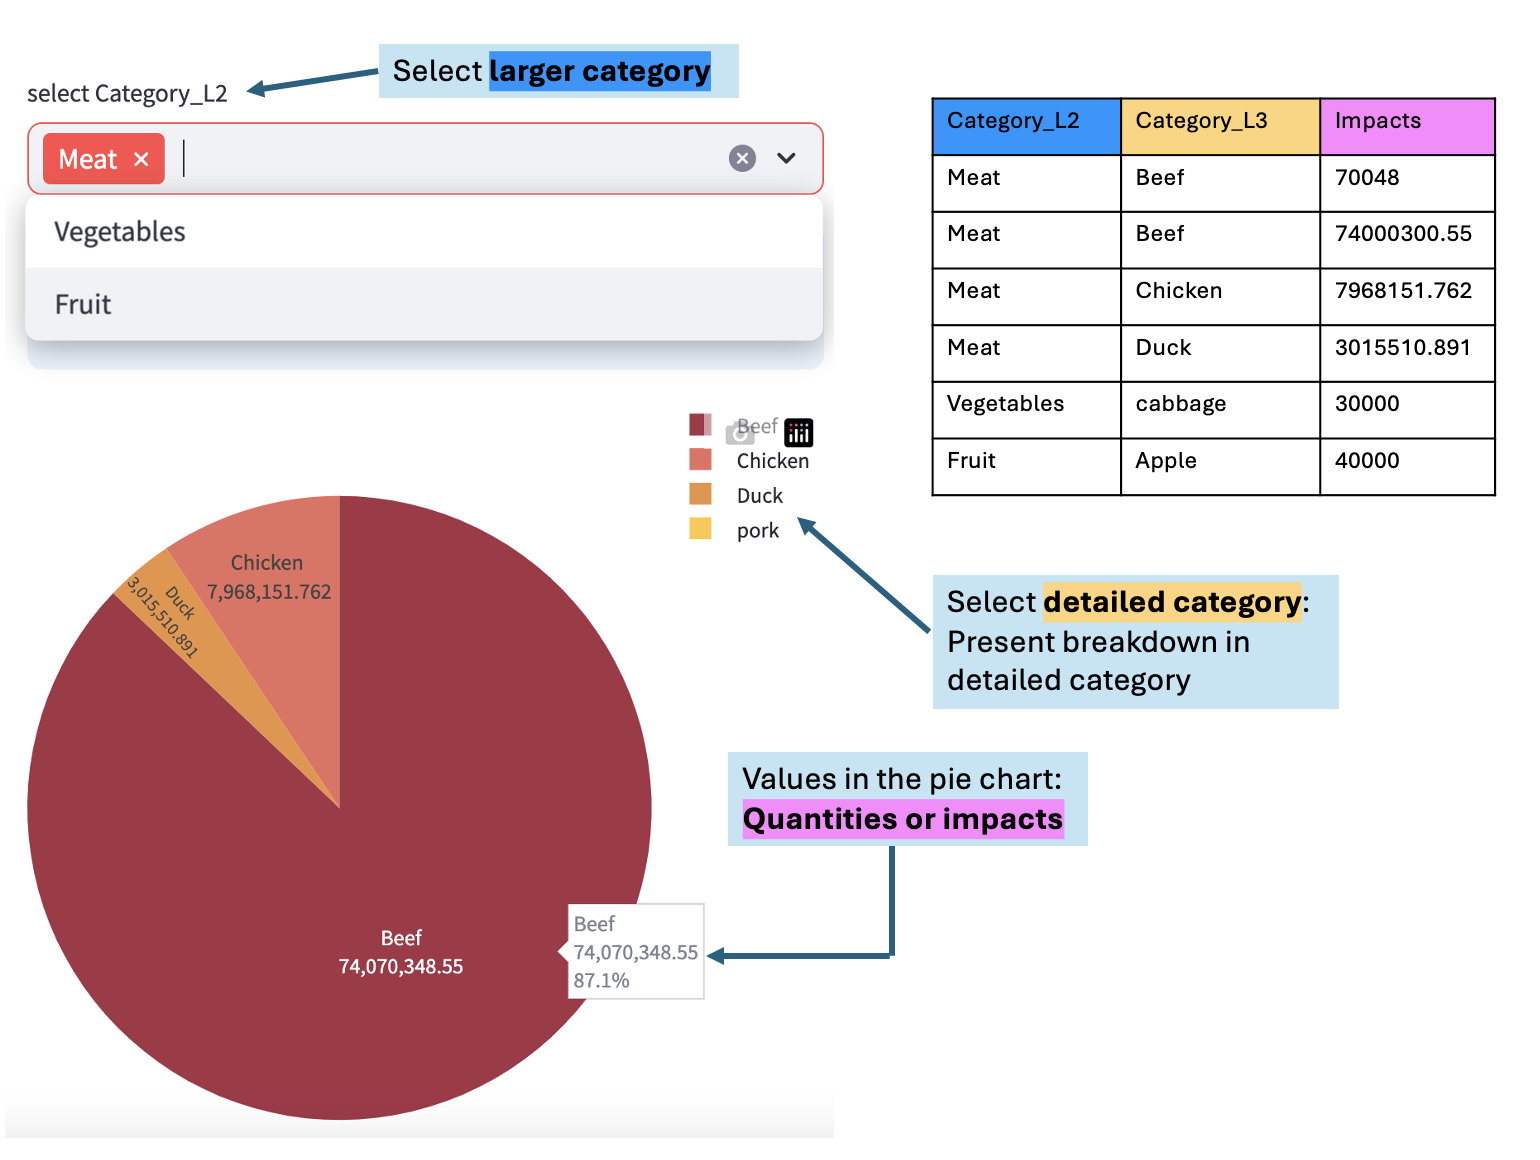 Select larger category
select Category_L2
Meat ×
Vegetables
Fruit
Category_L2 Category_L3 Impacts
Meat Beef 70048
Meat Beef 74000300.55
Meat Chicken 7968151.762
Meat Duck 3015510.891
Vegetables cabbage 30000
Fruit Apple 40000
Beef
Chicken
Duck
pork
Chicken
7,968,151.762
Duck
3,015,510.891
Beef
74,070,348.55
Beef
74,070,348.55
87.1%
Select detailed category:
Present breakdown in
detailed category
Values in the pie chart:
Quantities or impacts